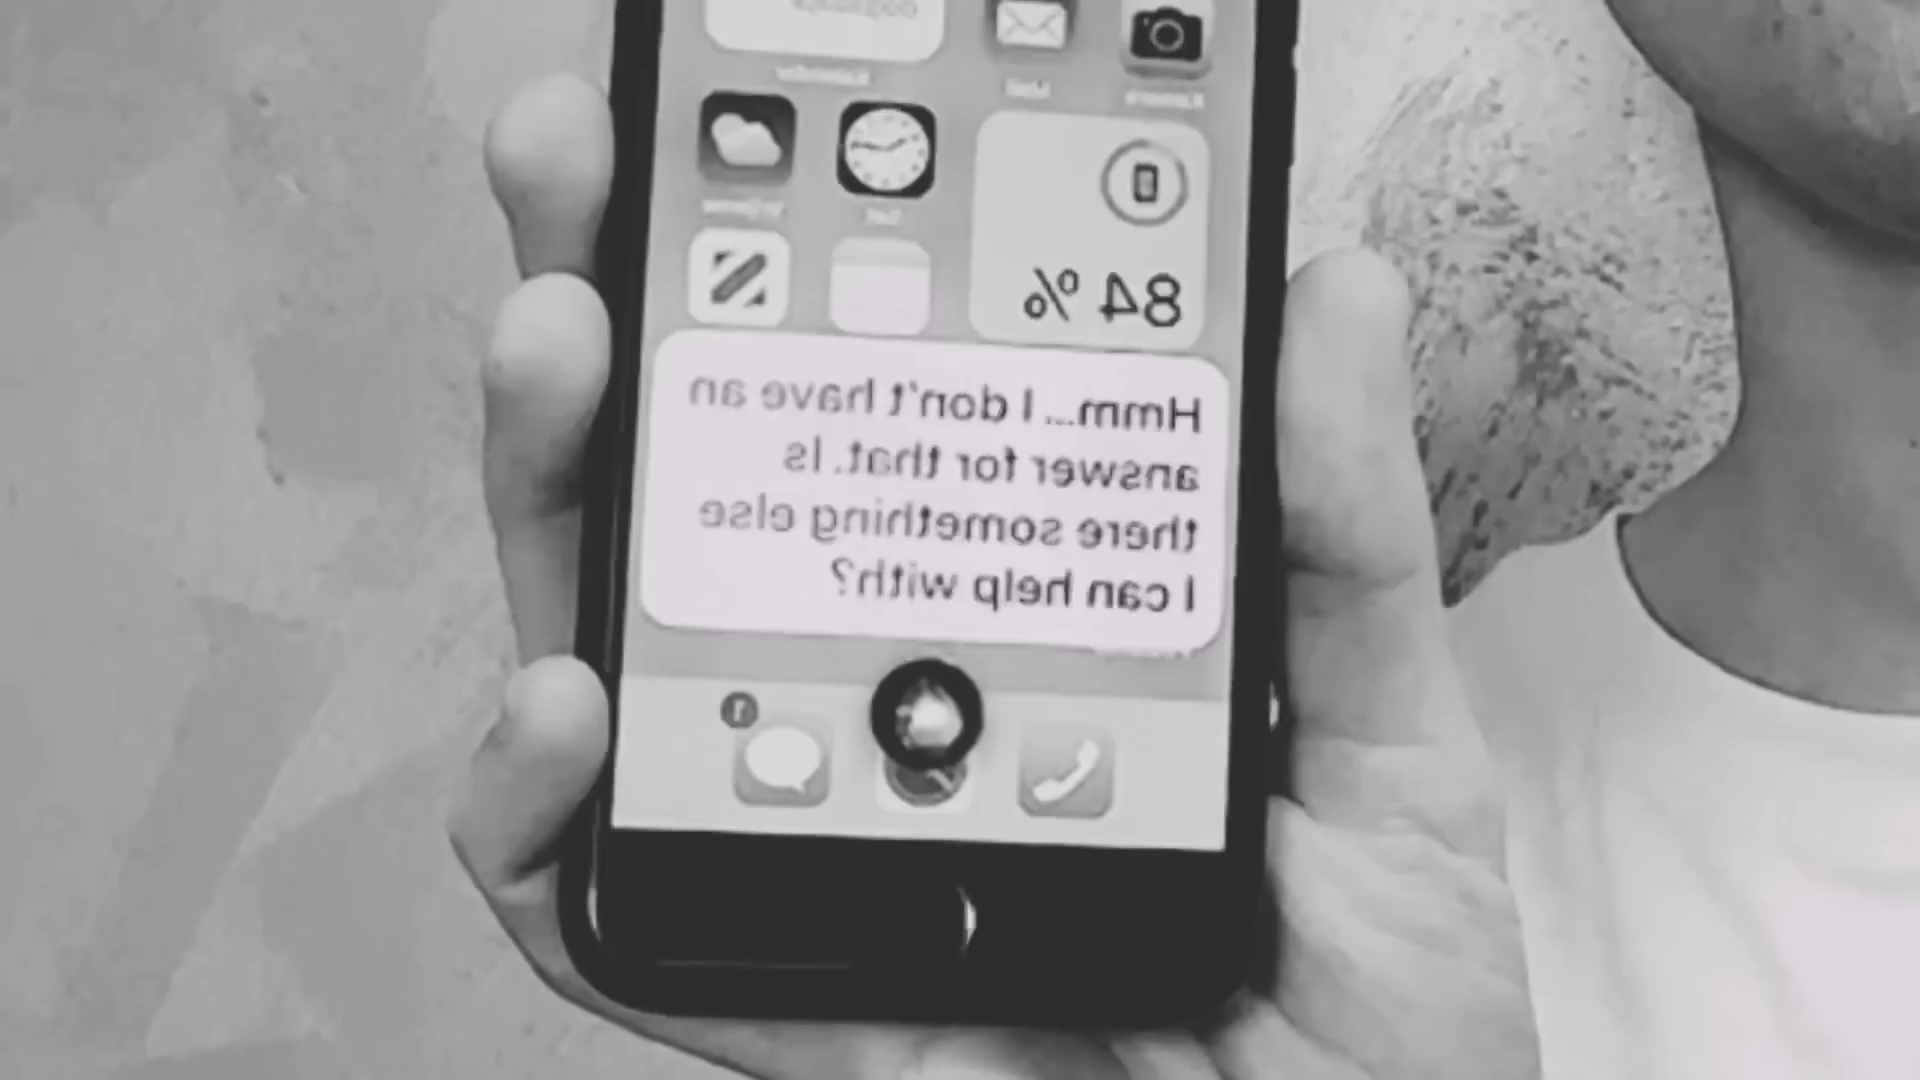 84 %
Hmm... I don't have an
answer for that. Is
there something else
I can help with?